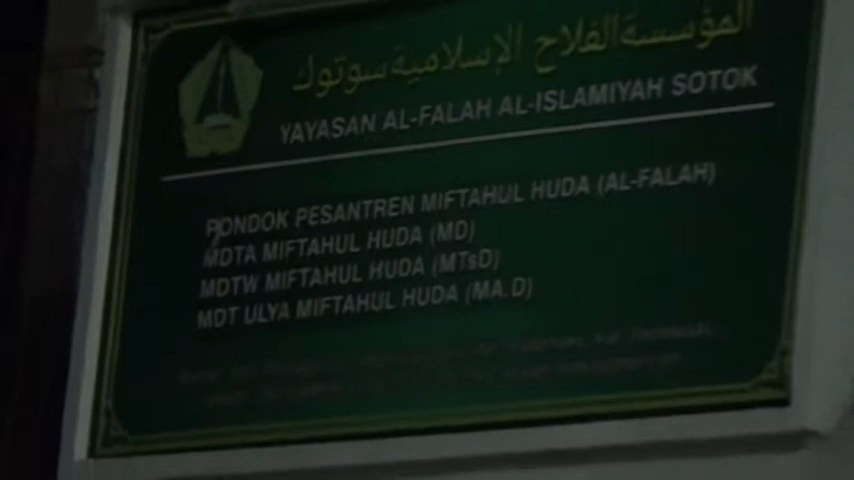 المؤسسة الفلاح الإسلامية سوتوك
YAYASAN AL-FALAH AL-ISLAMIYAH SOTOK
PONDOK PESANTREN MIFTAHUL HUDA (AL-FALAH)
MDTA MIFTAHUL HUDA (MD)
MDTW MIFTAHUL HUDA (MTsD)
MDT ULYA MIFTAHUL HUDA (MA.D)